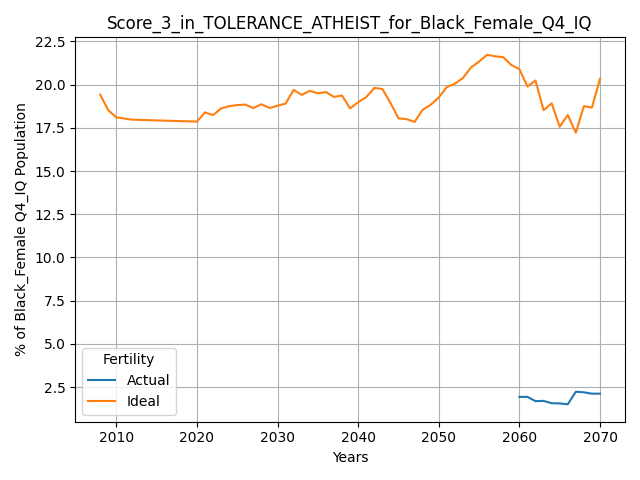 Score_3_in_TOLERANCE_ATHEIST_for_Black_Female_Q4_IQ
% of Black_Female Q4_IQ Population
22.5
20.0
17.5
15.0
12.5
10.0
7.5
5.0
2.5
Fertility
Actual
Ideal
2010 2020 2030 2040 2050 2060 2070
Years